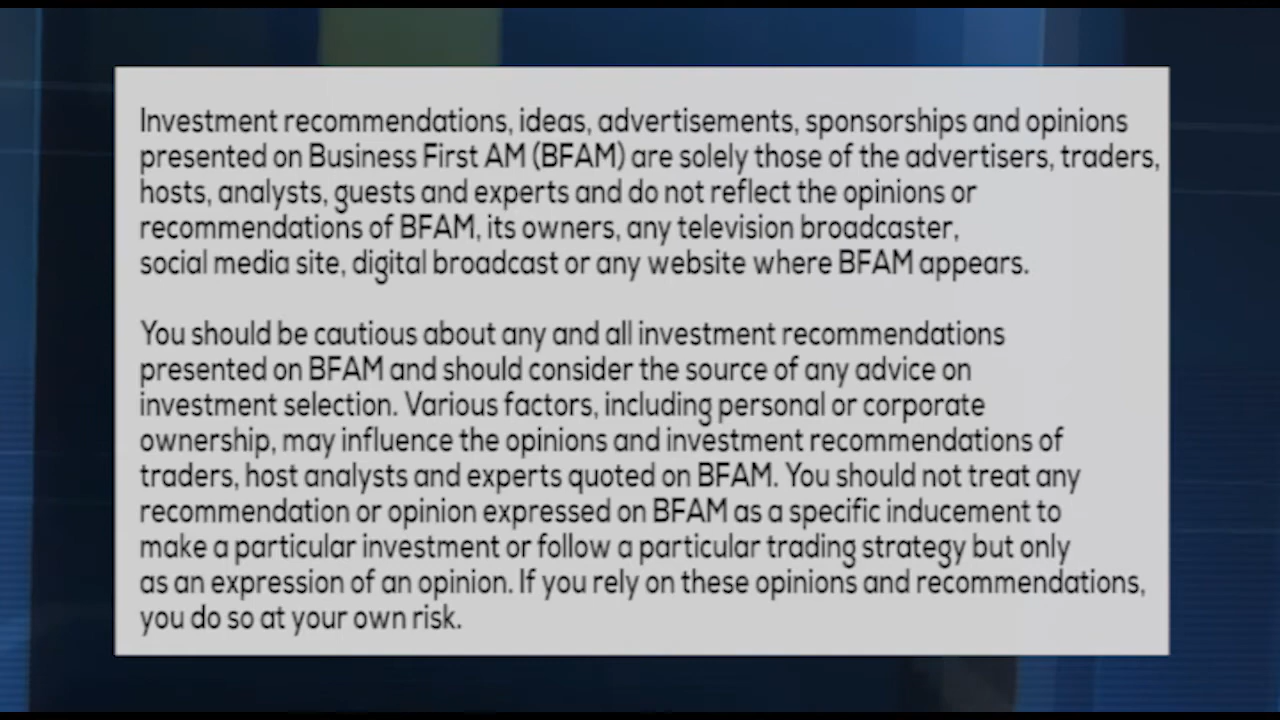 Investment recommendations, ideas, advertisements, sponsorships and opinions
presented on Business First AM (BFAM) are solely those of the advertisers, traders,
hosts, analysts, guests and experts and do not reflect the opinions or
recommendations of BFAM, its owners, any television broadcaster,
social media site, digital broadcast or any website where BFAM appears.
You should be cautious about any and all investment recommendations
presented on BFAM and should consider the source of any advice on
investment selection. Various factors, including personal or corporate
ownership, may influence the opinions and investment recommendations of
traders, host analysts and experts quoted on BFAM. You should not treat any
recommendation or opinion expressed on BFAM as a specific inducement to
make a particular investment or follow a particular trading strategy but only
as an expression of an opinion. If you rely on these opinions and recommendations,
you do so at your own risk.